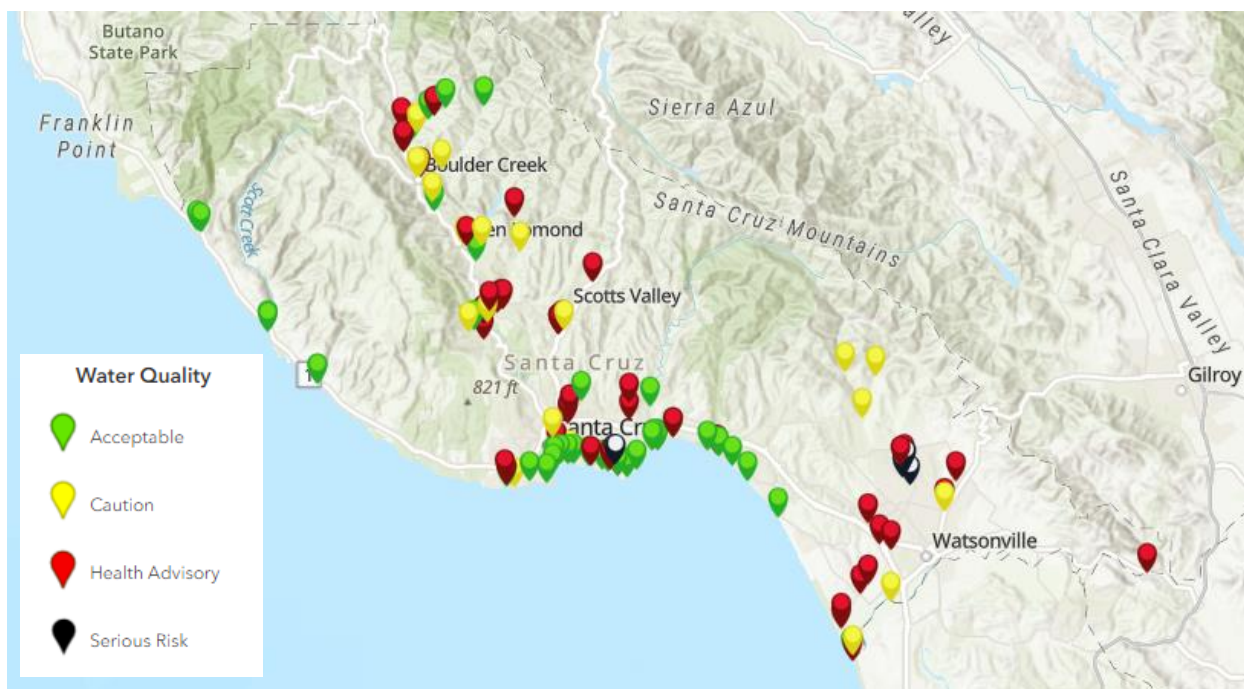 Butano
State Park
Valley
Sierra Azul
Franklin
Point
Boulder Creek
Scott Creek
Santa Cruz Mountains
Santa Clara Valley
Scotts Valley
Santa Cruz
Gilroy
821 ft
Watsonville
Water Quality
Acceptable
Caution
Health Advisory
Serious Risk